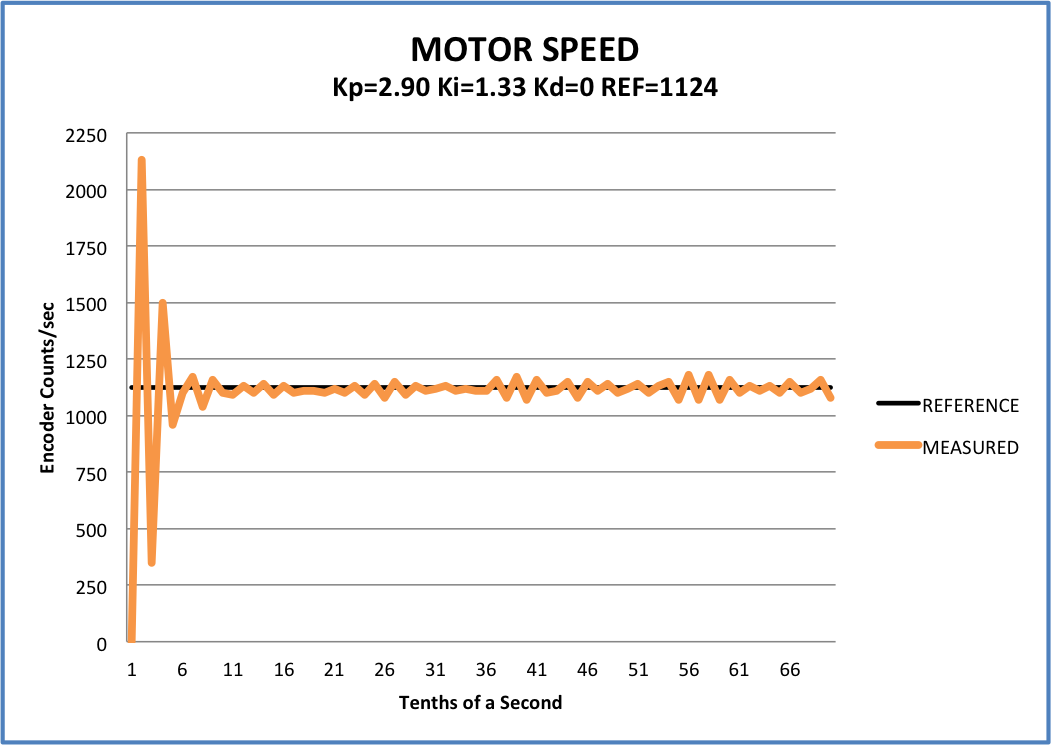 MOTOR SPEED
Kp=2.90 Ki=1.33 Kd=0 REF=1124
2250
2000
1750
1500
1250
1000
750
500
250
0
Encoder Counts/sec
1 6 11 16 21 26 31 36 41 46 51 56 61 66
Tenths of a Second
REFERENCE
MEASURED